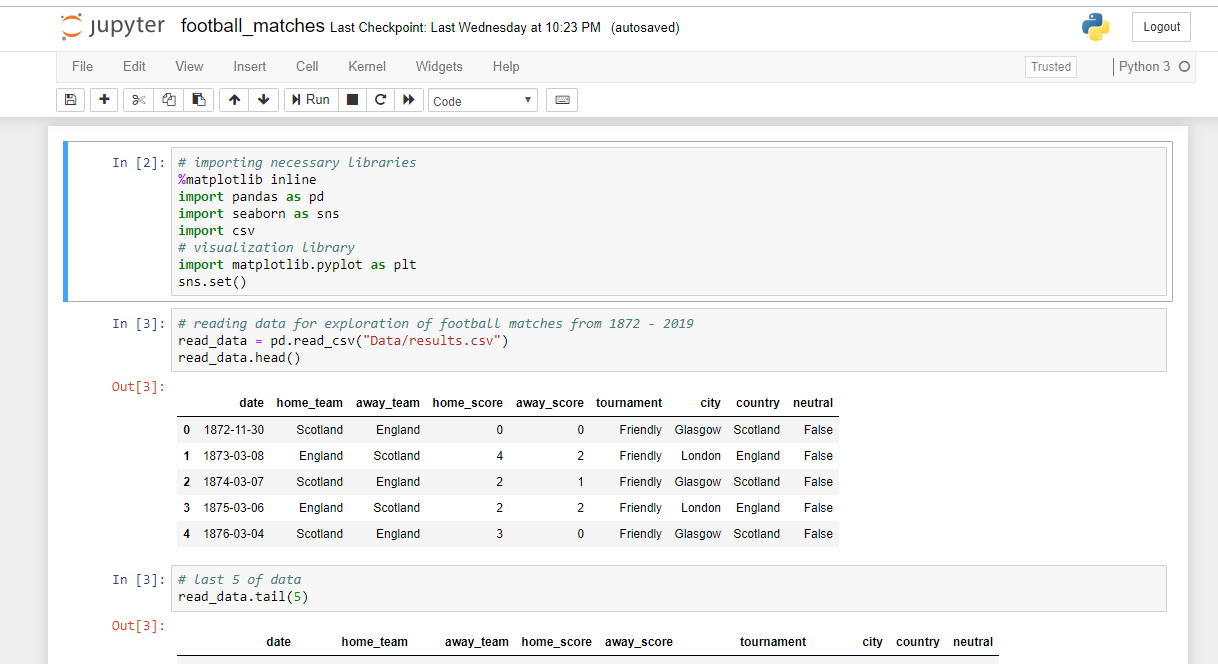 jupyter football_matches Last Checkpoint: Last Wednesday at 10:23 PM (autosaved) Logout
File Edit View Insert Cell Kernel Widgets Help Trusted Python 3
Run Code
In [2]: # importing necessary libraries
%matplotlib inline
import pandas as pd
import seaborn as sns
import csv
# visualization library
import matplotlib.pyplot as plt
sns.set()
In [3]: # reading data for exploration of football matches from 1872 - 2019
read_data = pd.read_csv("Data/results.csv")
read_data.head()
Out[3]:
date home_team away_team home_score away_score tournament city country neutral
0 1872-11-30 Scotland England 0 0 Friendly Glasgow Scotland False
1 1873-03-08 England Scotland 4 2 Friendly London England False
2 1874-03-07 Scotland England 2 1 Friendly Glasgow Scotland False
3 1875-03-06 England Scotland 2 2 Friendly London England False
4 1876-03-04 Scotland England 3 0 Friendly Glasgow Scotland False
In [3]: # last 5 of data
read_data.tail(5)
Out[3]:
date home_team away_team home_score away_score tournament city country neutral